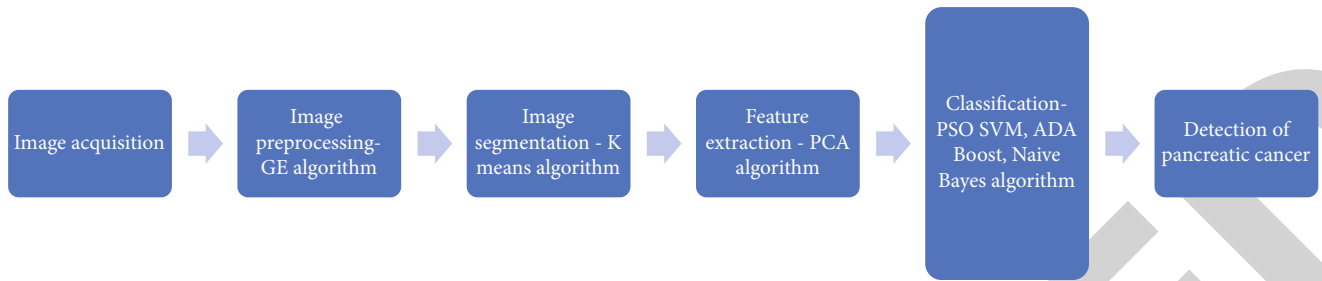 Image acquisition
Image
preprocessing-
GE algorithm
Image
segmentation - K
means algorithm
Feature
extraction - PCA
algorithm
Classification-
PSO SVM, ADA
Boost, Naive
Bayes algorithm
Detection of
pancreatic cancer